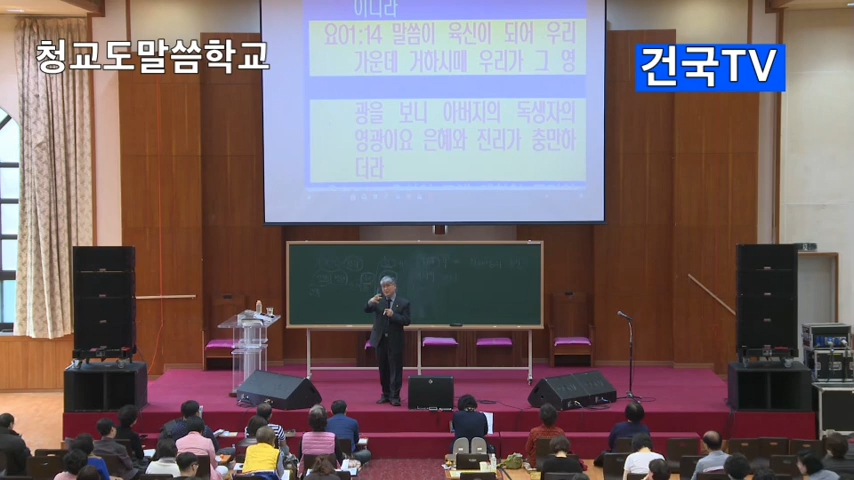 이니라
청교도말씀학교
건국TV
요01:14 말씀이 육신이 되어 우리
가운데 거하시매 우리가 그 영
광을 보니 아버지의 독생자의
영광이요 은혜와 진리가 충만하
더라